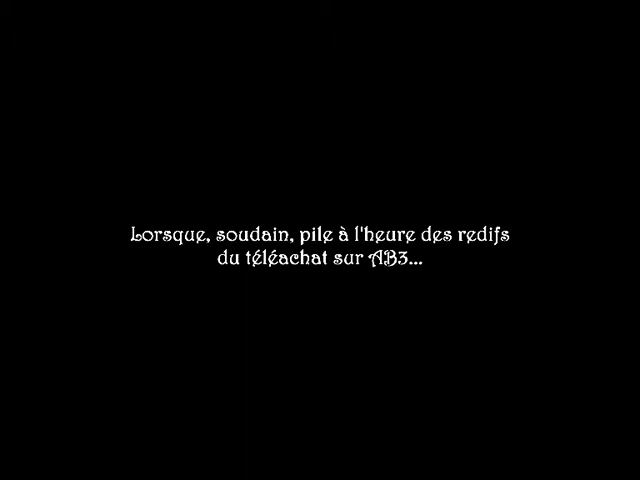 Lorsque, soudain, pile à l'heure des redifs
du téléachat sur AB3...